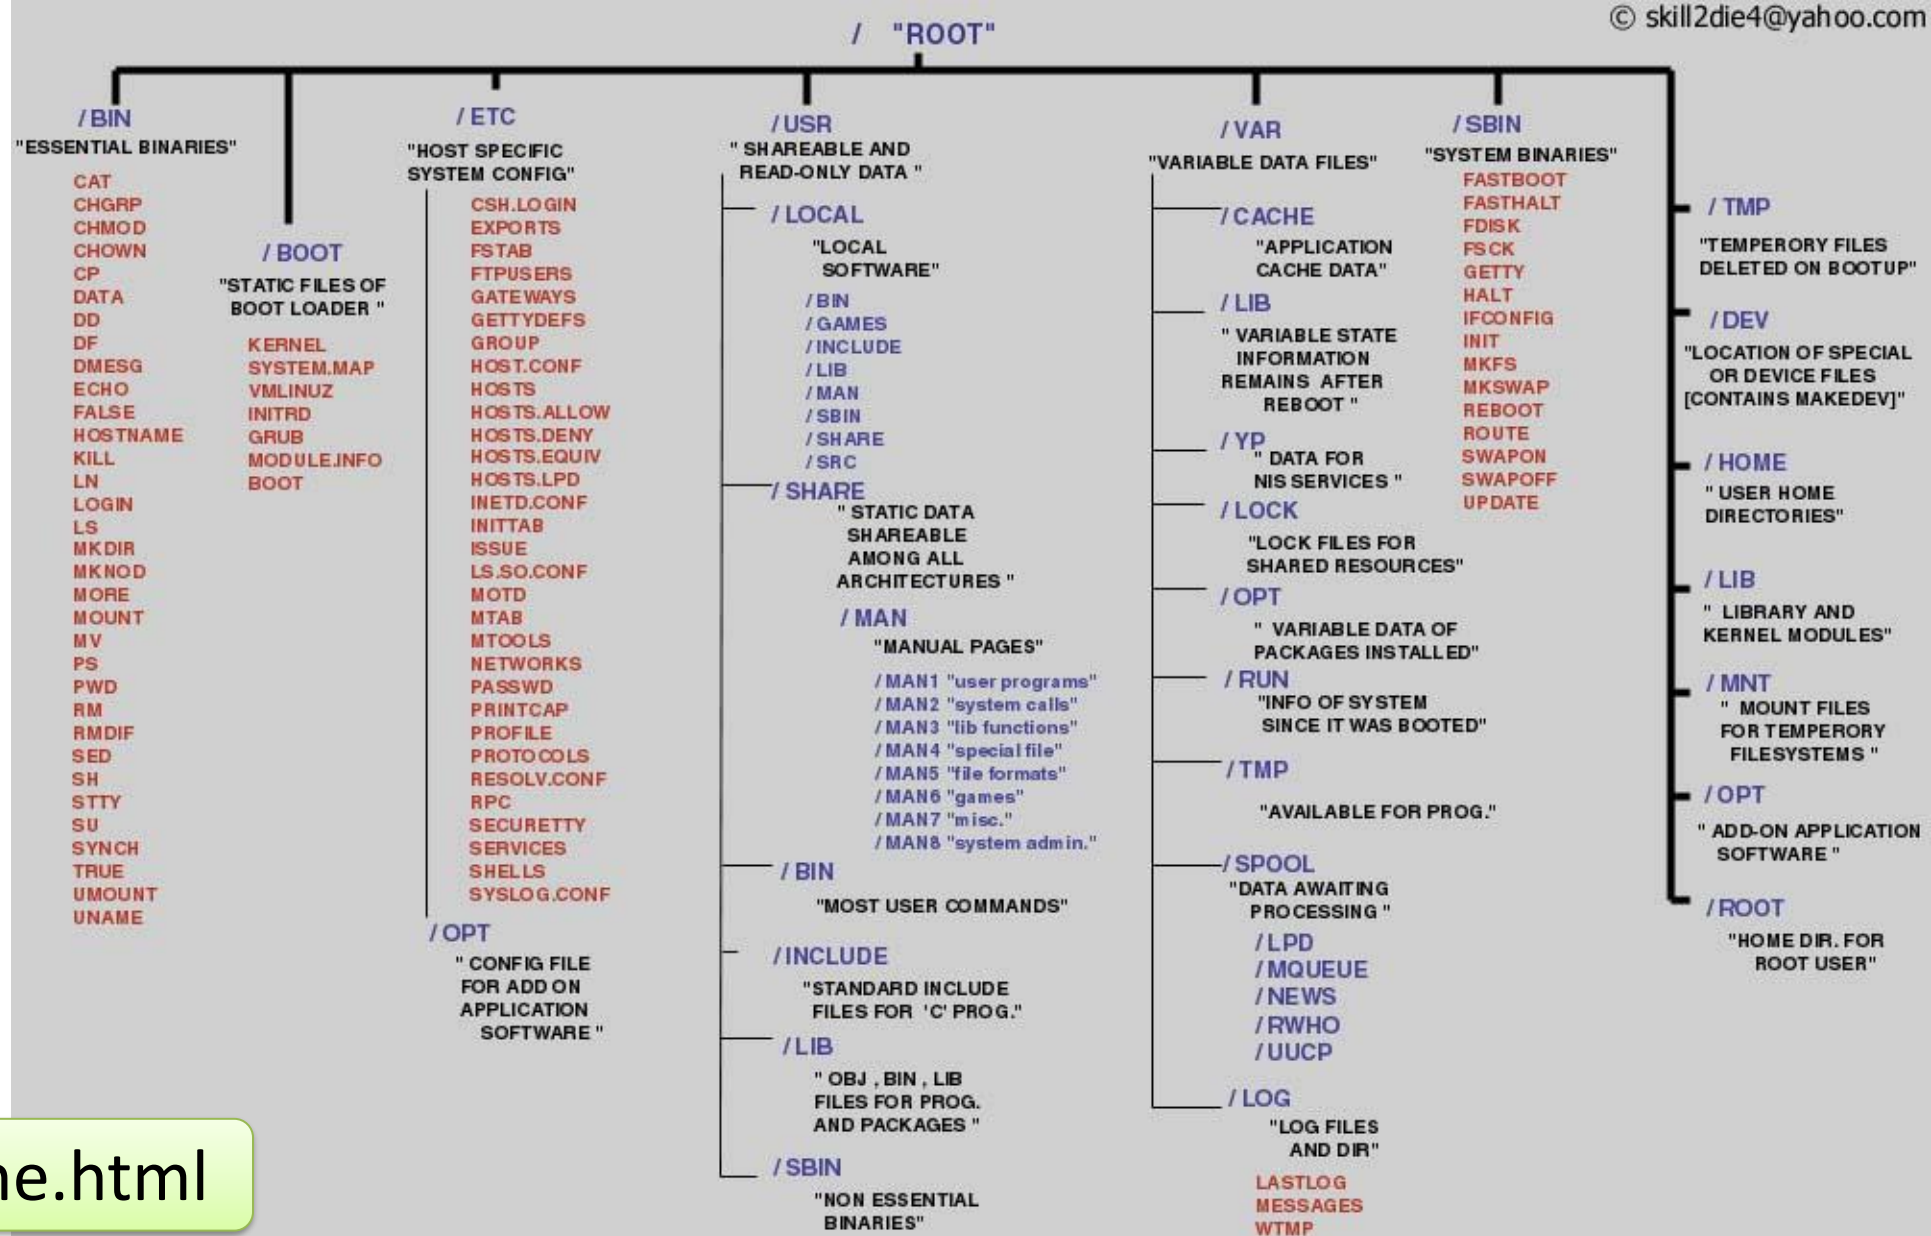 © skill2die4@yahoo.com
/ "ROOT"
/ BIN
"ESSENTIAL BINARIES"
CAT
CHGRP
CHMOD
CHOWN
CP
DATA
DD
DF
DMESG
ECHO
FALSE
HOSTNAME
KILL
LN
LOGIN
LS
MKDIR
MKNOD
MORE
MOUNT
MV
PS
PWD
RM
RMDIF
SED
SH
STTY
SU
SYNCH
TRUE
UMOUNT
UNAME
/ BOOT
"STATIC FILES OF
BOOT LOADER "
KERNEL
SYSTEM.MAP
VMLINUZ
INITRD
GRUB
MODULE.INFO
BOOT
/ ETC
"HOST SPECIFIC
SYSTEM CONFIG"
CSH.LOGIN
EXPORTS
FSTAB
FTPUSERS
GATEWAYS
GETTYDEFS
GROUP
HOST.CONF
HOSTS
HOSTS.ALLOW
HOSTS.DENY
HOSTS.EQUIV
HOSTS.LPD
INETD.CONF
INITTAB
ISSUE
LS.SO.CONF
MOTD
MTAB
MTOOLS
NETWORKS
PASSWD
PRINTCAP
PROFILE
PROTOCOLS
RESOLV.CONF
RPC
SECURETTY
SERVICES
SHELLS
SYSLOG.CONF
/ OPT
" CONFIG FILE
FOR ADD ON
APPLICATION
SOFTWARE "
/ USR
" SHAREABLE AND
READ-ONLY DATA "
/ LOCAL
"LOCAL
SOFTWARE"
/ BIN
/ GAMES
/ INCLUDE
/ LIB
/ MAN
/ SBIN
/ SHARE
/ SRC
/ SHARE
" STATIC DATA
SHAREABLE
AMONG ALL
ARCHITECTURES "
/ MAN
"MANUAL PAGES"
/ MAN1 "user programs"
/ MAN2 "system calls"
/ MAN3 "lib functions"
/ MAN4 "special file"
/ MAN5 "file formats"
/ MAN6 "games"
/ MAN7 "misc."
/ MAN8 "system admin."
/ BIN
"MOST USER COMMANDS"
/ INCLUDE
"STANDARD INCLUDE
FILES FOR 'C' PROG."
/ LIB
" OBJ , BIN , LIB
FILES FOR PROG.
AND PACKAGES "
/ SBIN
"NON ESSENTIAL
BINARIES"
/ VAR
"VARIABLE DATA FILES"
/ CACHE
"APPLICATION
CACHE DATA"
/ LIB
" VARIABLE STATE
INFORMATION
REMAINS AFTER
REBOOT "
/ YP
" DATA FOR
NIS SERVICES "
/ LOCK
"LOCK FILES FOR
SHARED RESOURCES"
/ OPT
" VARIABLE DATA OF
PACKAGES INSTALLED"
/ RUN
"INFO OF SYSTEM
SINCE IT WAS BOOTED"
/ TMP
"AVAILABLE FOR PROG."
/ SPOOL
"DATA AWAITING
PROCESSING "
/ LPD
/ MQUEUE
/ NEWS
/ RWHO
/ UUCP
/ LOG
"LOG FILES
AND DIR"
LASTLOG
MESSAGES
WTMP
/ SBIN
"SYSTEM BINARIES"
FASTBOOT
FASTHALT
FDISK
FSCK
GETTY
HALT
IFCONFIG
INIT
MKFS
MKSWAP
REBOOT
ROUTE
SWAPON
SWAPOFF
UPDATE
/ TMP
"TEMPERORY FILES
DELETED ON BOOTUP"
/ DEV
"LOCATION OF SPECIAL
OR DEVICE FILES
[CONTAINS MAKEDEV]"
/ HOME
" USER HOME
DIRECTORIES"
/ LIB
" LIBRARY AND
KERNEL MODULES"
/ MNT
" MOUNT FILES
FOR TEMPERORY
FILESYSTEMS "
/ OPT
" ADD-ON APPLICATION
SOFTWARE "
/ROOT
"HOME DIR. FOR
ROOT USER"
ne.html